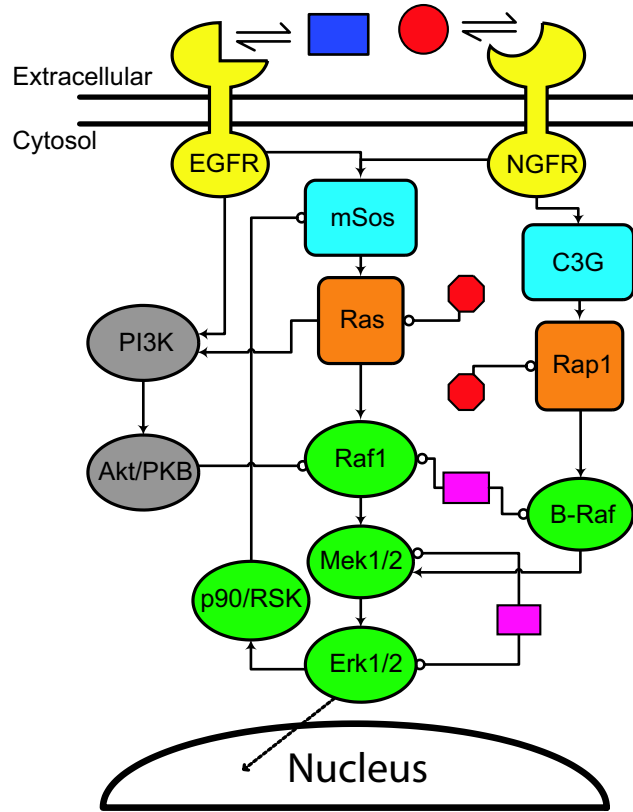 Extracellular
Cytosol
EGFR
NGFR
mSos
C3G
Ras
PI3K
Rap1
Raf1
Akt/PKB
B-Raf
Mek1/2
p90/RSK
Erk1/2
Nucleus